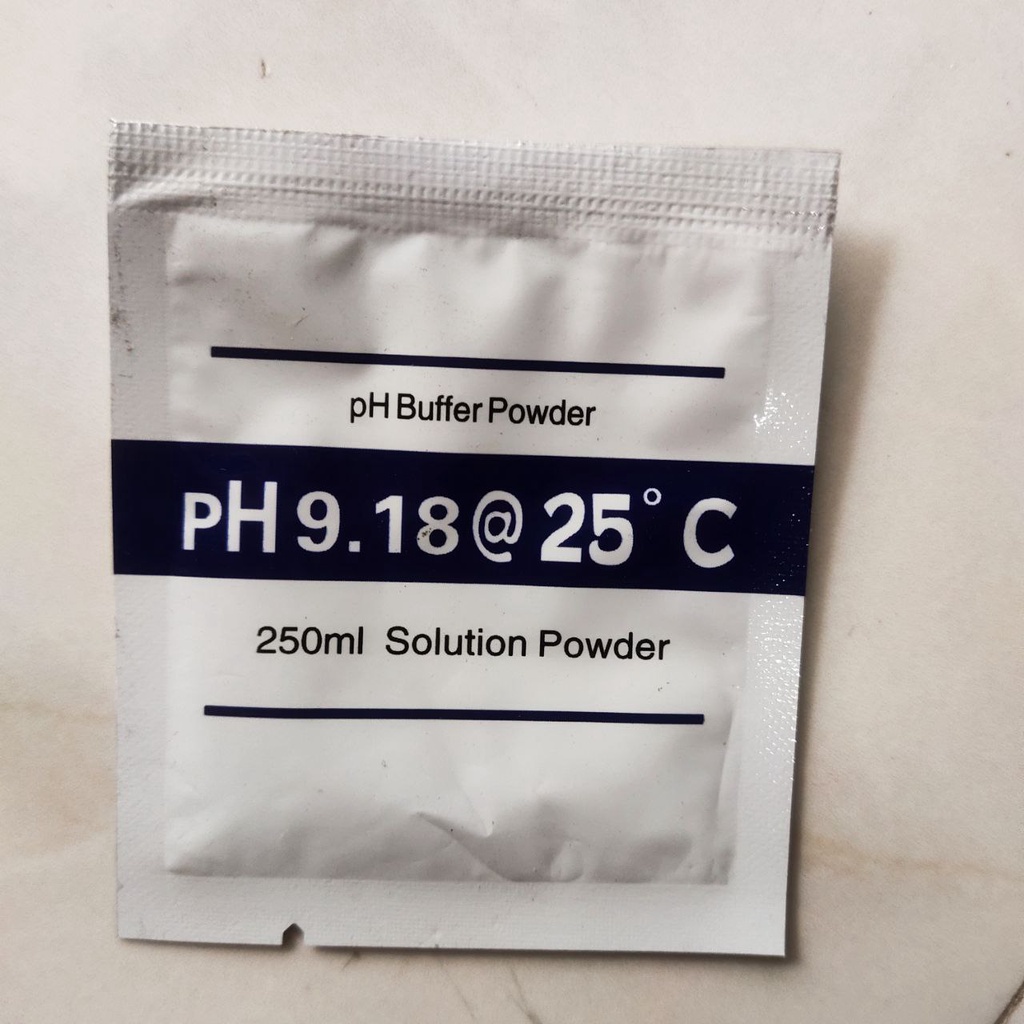 pH Buffer Powder
PH 9.18@ 25° C
250ml Solution Powder